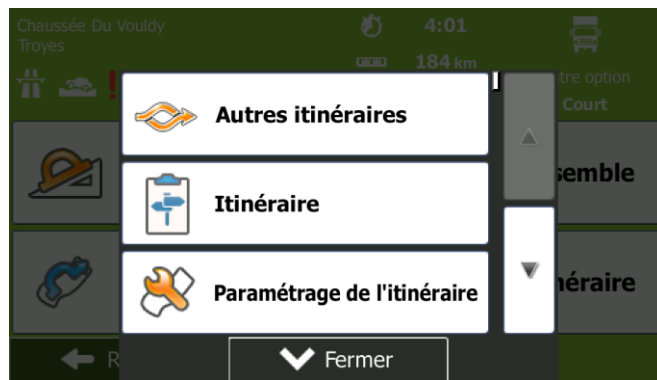 Chaussée Du Vouldy
Troyes
4:01
184 km
tre option
Court
Autres itinéraires
semble
Itinéraire
Paramétrage de l'itinéraire
néraire
R
Fermer